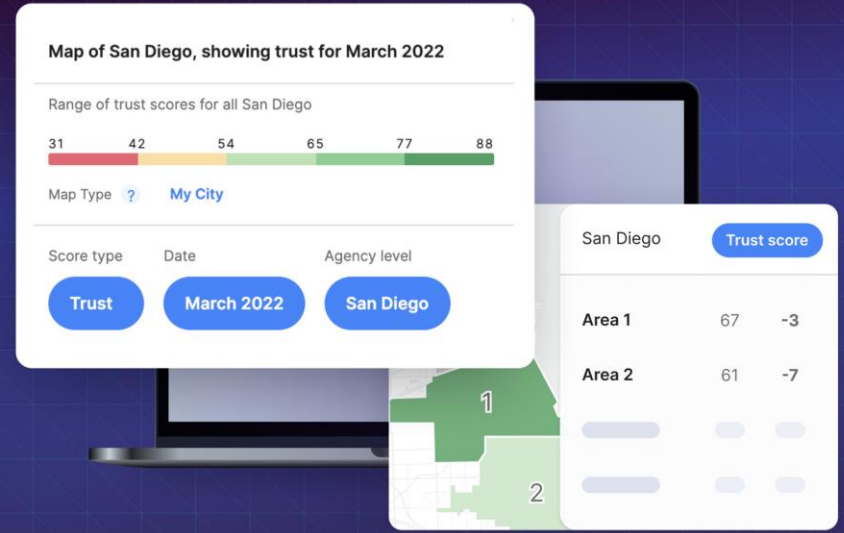 Map of San Diego, showing trust for March 2022
Range of trust scores for all San Diego
31 42 54 65 77 88
Map Type ? My City
Score type Date Agency level
Trust March 2022 San Diego
San Diego Trust score
Area 1 67 -3
Area 2 61 -7
1
2